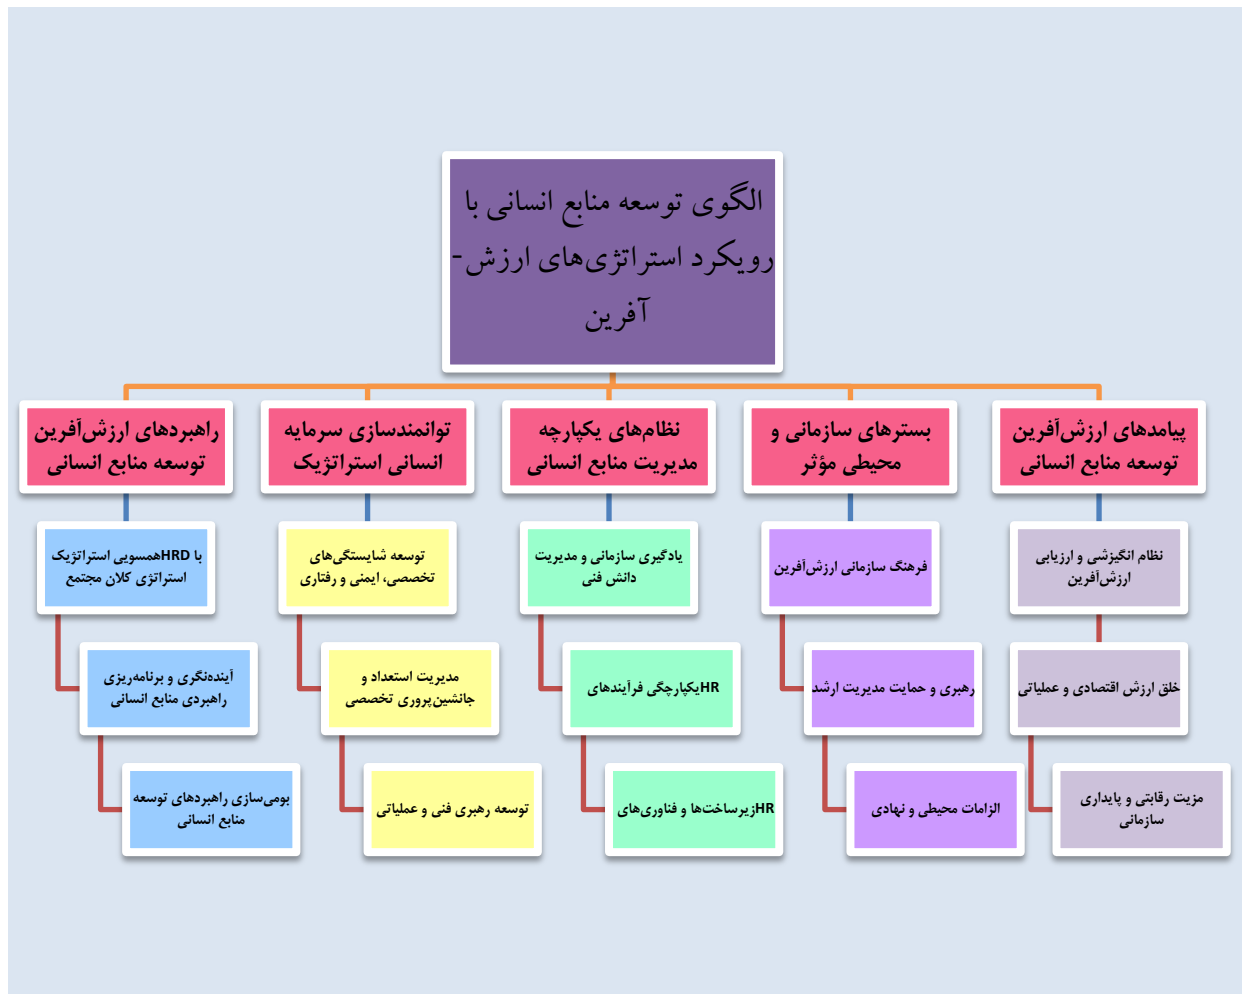 الگوی توسعه منابع انسانی با
رویکرد استراتژی‌های ارزش-
آفرین
پیامدهای ارزش‌آفرین
توسعه منابع انسانی
بسترهای سازمانی و
محیطی مؤثر
نظام‌های یکپارچه
مدیریت منابع انسانی
توانمندسازی سرمایه
انسانی استراتژیک
راهبردهای ارزش‌آفرین
توسعه منابع انسانی
نظام انگیزشی و ارزیابی
ارزش‌آفرین
خلق ارزش اقتصادی و عملیاتی
مزیت رقابتی و پایداری
سازمانی
فرهنگ سازمانی ارزش‌آفرین
رهبری و حمایت مدیریت ارشد
الزامات محیطی و نهادی
یادگیری سازمانی و مدیریت
دانش فنی
یکپارچگی فرآیندهای HR
زیرساخت‌ها و فناوری‌های HR
توسعه شایستگی‌های
تخصصی، ایمنی و رفتاری
مدیریت استعداد و
جانشین‌پروری تخصصی
توسعه رهبری فنی و عملیاتی
همسویی استراتژیک HRD با
استراتژی کلان مجتمع
آینده‌نگری و برنامه‌ریزی
راهبردی منابع انسانی
بومی‌سازی راهبردهای توسعه
منابع انسانی